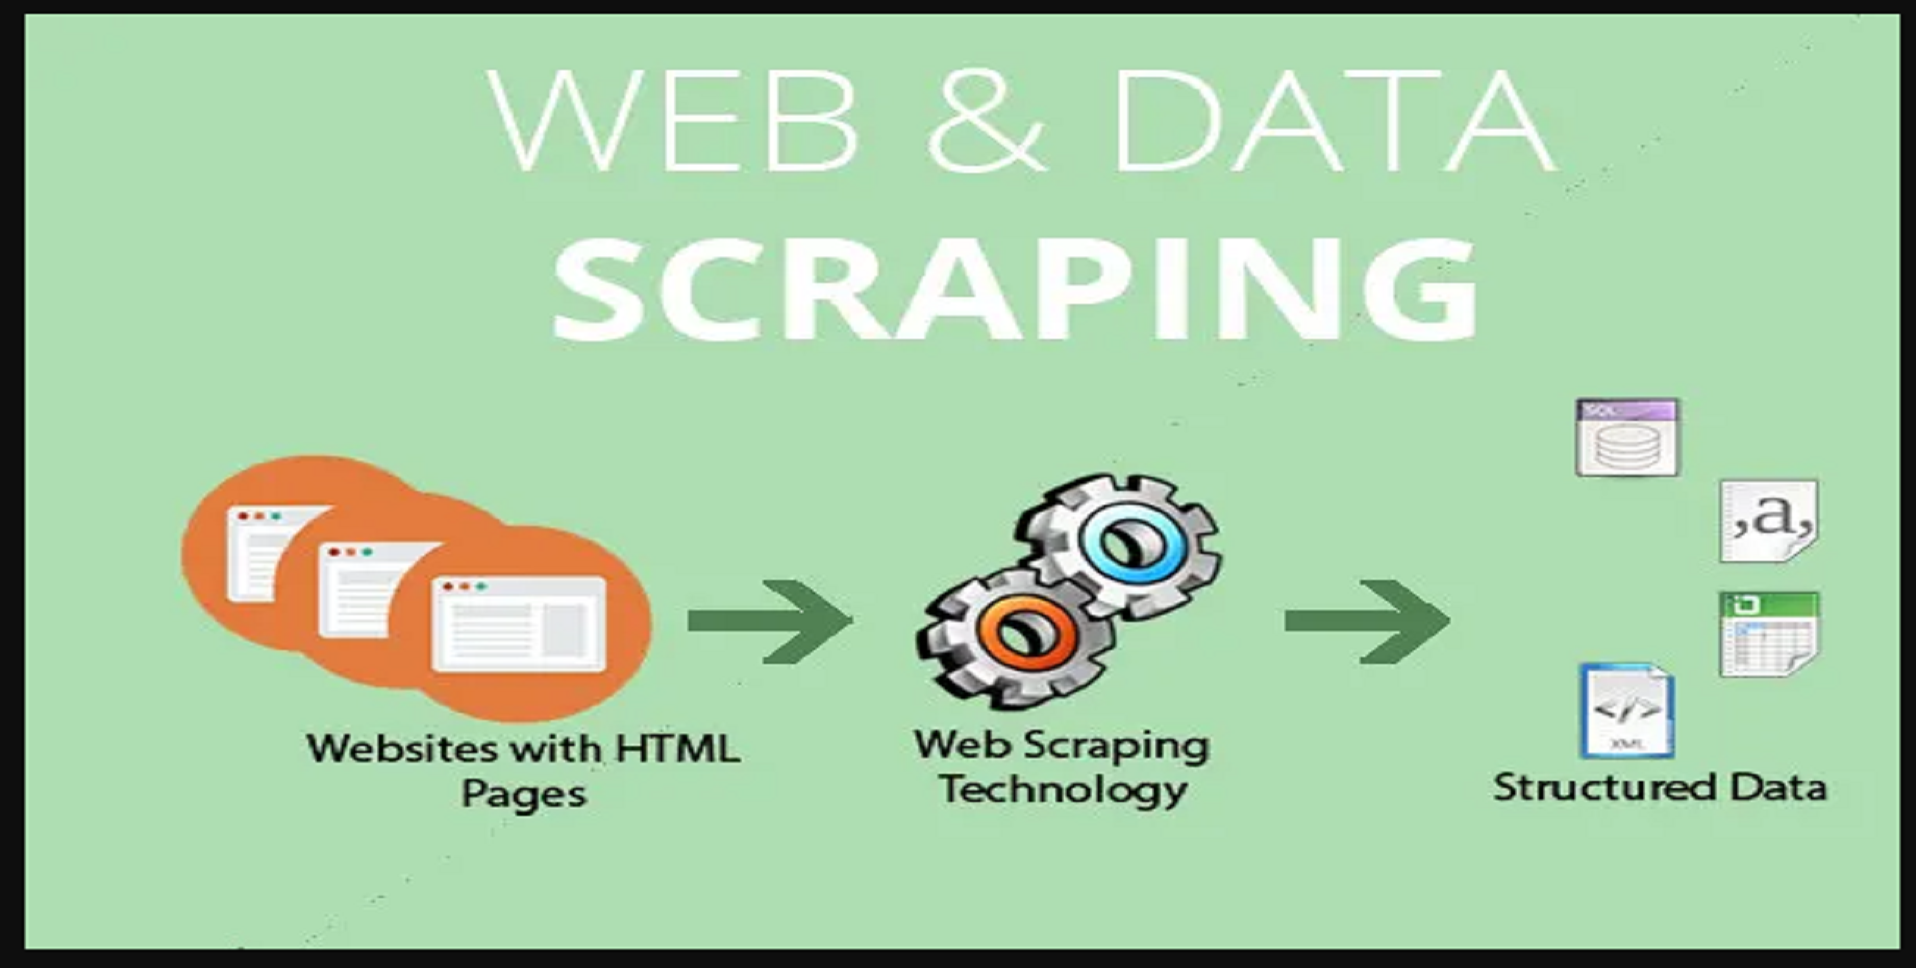 WEB & DATA
SCRAPING
SQL
,a,
</>
XML
Websites with HTML
Pages
Web Scraping
Technology
Structured Data